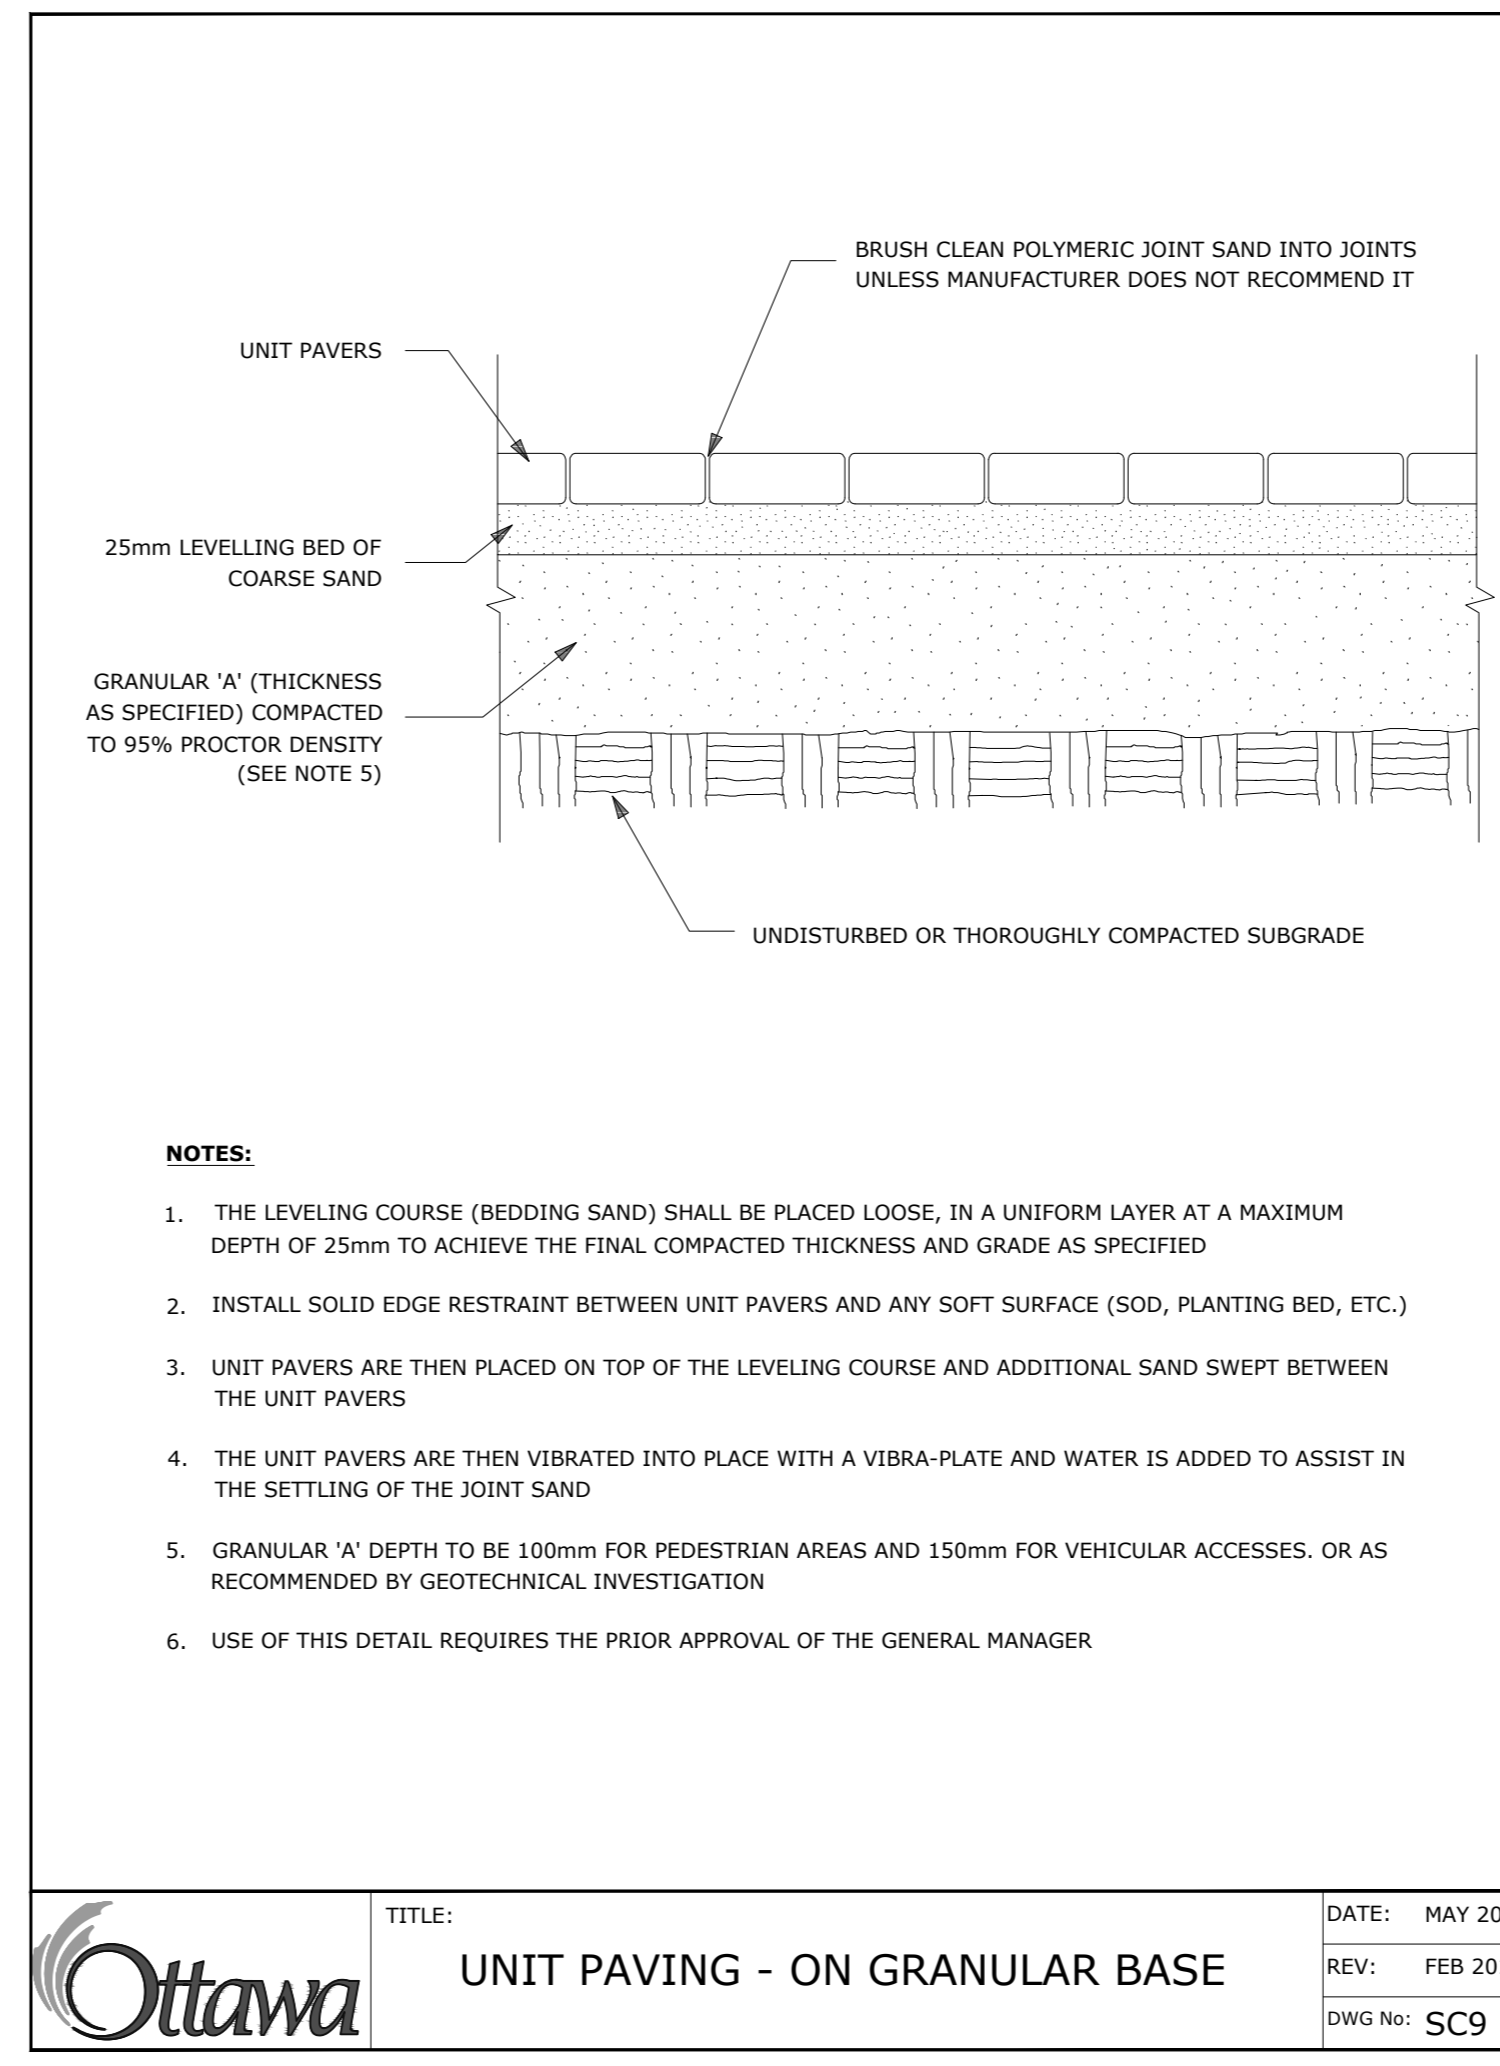 BRUSH CLEAN POLYMERIC JOINT SAND INTO JOINTS
UNLESS MANUFACTURER DOES NOT RECOMMEND IT
UNIT PAVERS
25mm LEVELLING BED OF
COARSE SAND
GRANULAR 'A' (THICKNESS
AS SPECIFIED) COMPACTED
TO 95% PROCTOR DENSITY
(SEE NOTE 5)
UNDISTURBED OR THOROUGHLY COMPACTED SUBGRADE
NOTES:
1. THE LEVELING COURSE (BEDDING SAND) SHALL BE PLACED LOOSE, IN A UNIFORM LAYER AT A MAXIMUM
DEPTH OF 25mm TO ACHIEVE THE FINAL COMPACTED THICKNESS AND GRADE AS SPECIFIED
2. INSTALL SOLID EDGE RESTRAINT BETWEEN UNIT PAVERS AND ANY SOFT SURFACE (SOD, PLANTING BED, ETC.)
3. UNIT PAVERS ARE THEN PLACED ON TOP OF THE LEVELING COURSE AND ADDITIONAL SAND SWEPT BETWEEN
THE UNIT PAVERS
4. THE UNIT PAVERS ARE THEN VIBRATED INTO PLACE WITH A VIBRA-PLATE AND WATER IS ADDED TO ASSIST IN
THE SETTLING OF THE JOINT SAND
5. GRANULAR 'A' DEPTH TO BE 100mm FOR PEDESTRIAN AREAS AND 150mm FOR VEHICULAR ACCESSES. OR AS
RECOMMENDED BY GEOTECHNICAL INVESTIGATION
6. USE OF THIS DETAIL REQUIRES THE PRIOR APPROVAL OF THE GENERAL MANAGER
Ottawa
TITLE:
UNIT PAVING - ON GRANULAR BASE
DATE: MAY
REV: FEB
DWG No: SC9